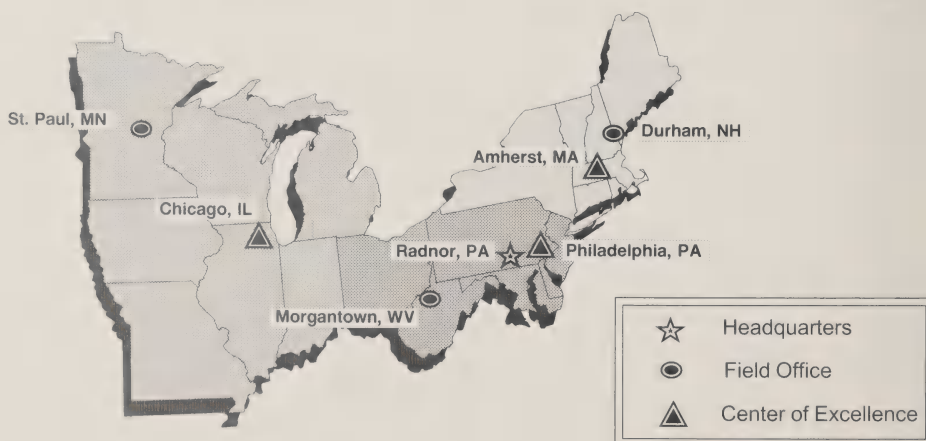 St. Paul, MN
Durham, NH
Amherst, MA
Chicago, IL
Radnor, PA
Philadelphia, PA
Morgantown, WV
Headquarters
Field Office
Center of Excellence